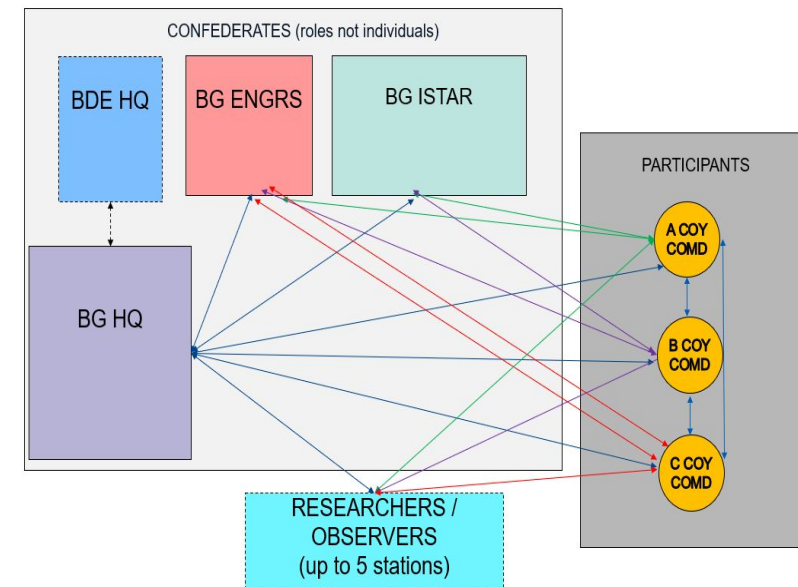 CONFEDERATES (roles not individuals)
BDE HQ
BG ENGRS
BG ISTAR
BG HQ
PARTICIPANTS
A COY
COMD
B COY
COMD
C COY
COMD
RESEARCHERS /
OBSERVERS
(up to 5 stations)